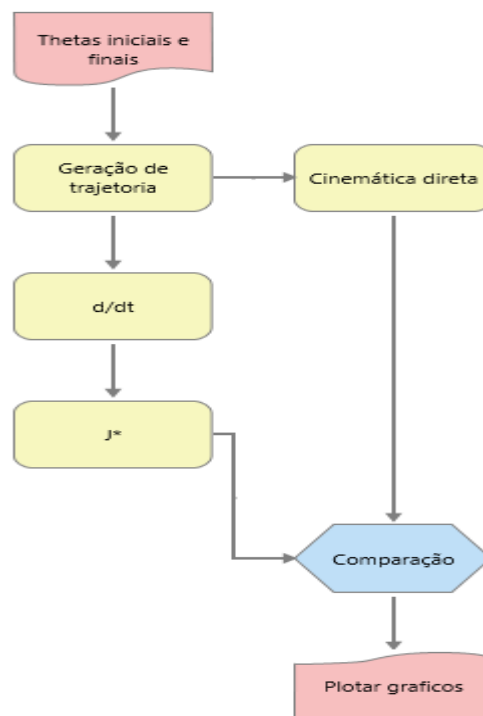 Thetas iniciais e
finais
Geração de
trajetoria
Cinemática direta
d/dt
J*
Comparação
Plotar graficos